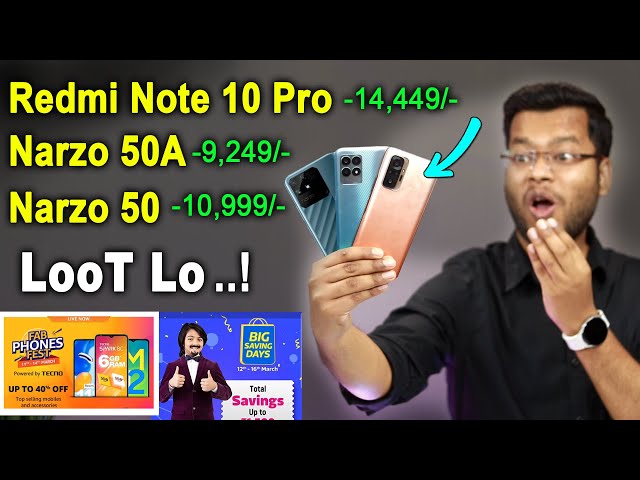 Redmi Note 10 Pro -14,449/-
Narzo 50A -9,249/-
Narzo 50 -10,999/-
LooT Lo ..!
LIVE NOW
FAB
PHONES
FEST
Powered by TECNO
UP TO 40% OFF
Top selling mobiles
and accessories
6GB
RAM
M
2
BIG
SAVING
DAYS
12th - 16th March
Total
Savings
Up to